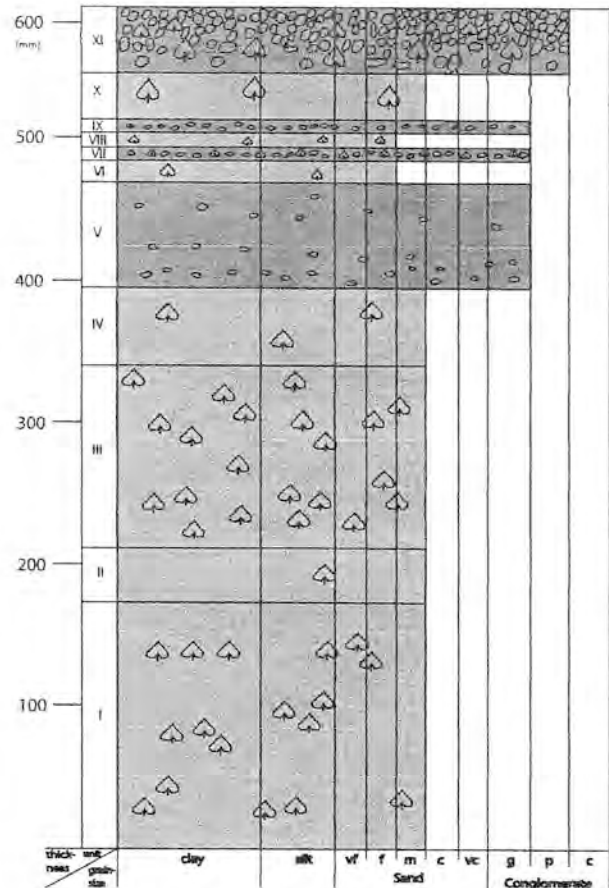 600
(mm)
XI
X
IX
500
VIII
VII
VI
V
400
IV
300
III
200
II
100
I
thick-
ness
unit
grain-
size
clay
silt
vf
f
m
c
vc
g
p
c
Sand
Conglomerate